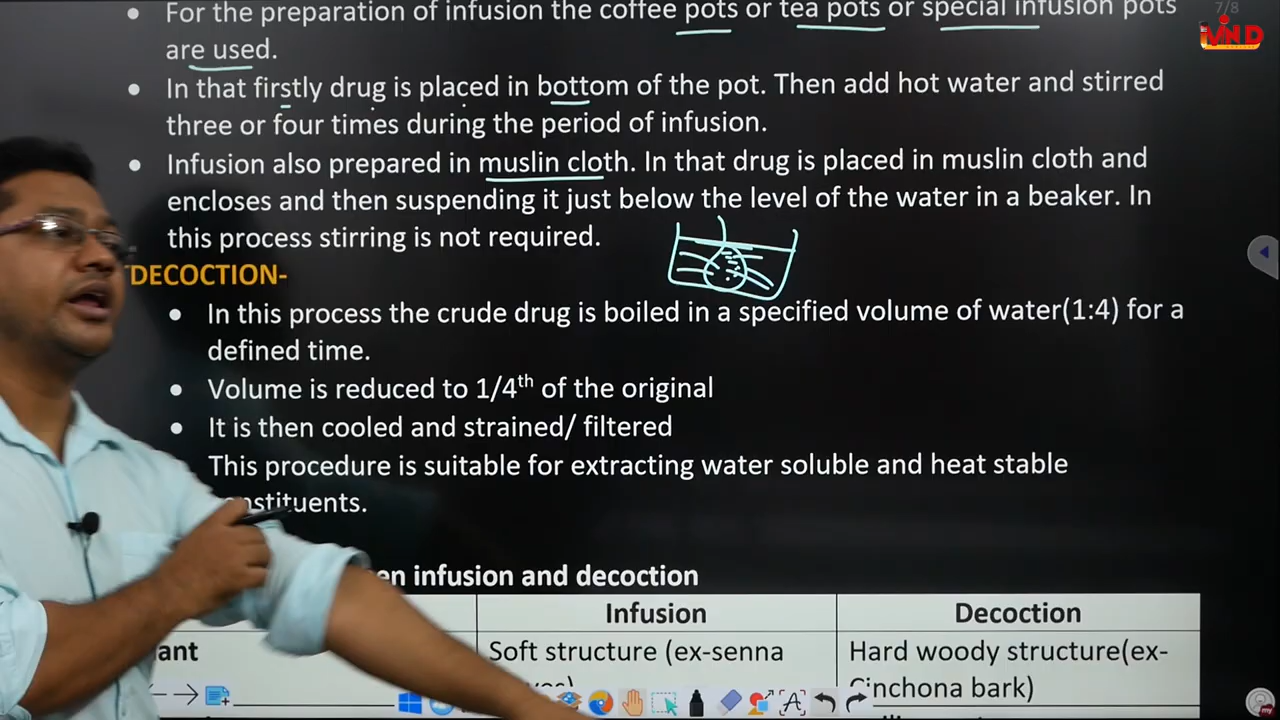 For the preparation of infusion the coffee pots or tea pots or special infusion pots
7/8
are used.
In that firstly drug is placed in bottom of the pot. Then add hot water and stirred
three or four times during the period of infusion.
Infusion also prepared in muslin cloth. In that drug is placed in muslin cloth and
encloses and then suspending it just below the level of the water in a beaker. In
this process stirring is not required.
DECOCTION-
In this process the crude drug is boiled in a specified volume of water(1:4) for a
defined time.
Volume is reduced to 1/4th of the original
It is then cooled and strained/ filtered
This procedure is suitable for extracting water soluble and heat stable
infusion and decoction
Infusion
Decoction
Soft structure (ex-senna
Hard woody structure(ex-
Cinchona bark)